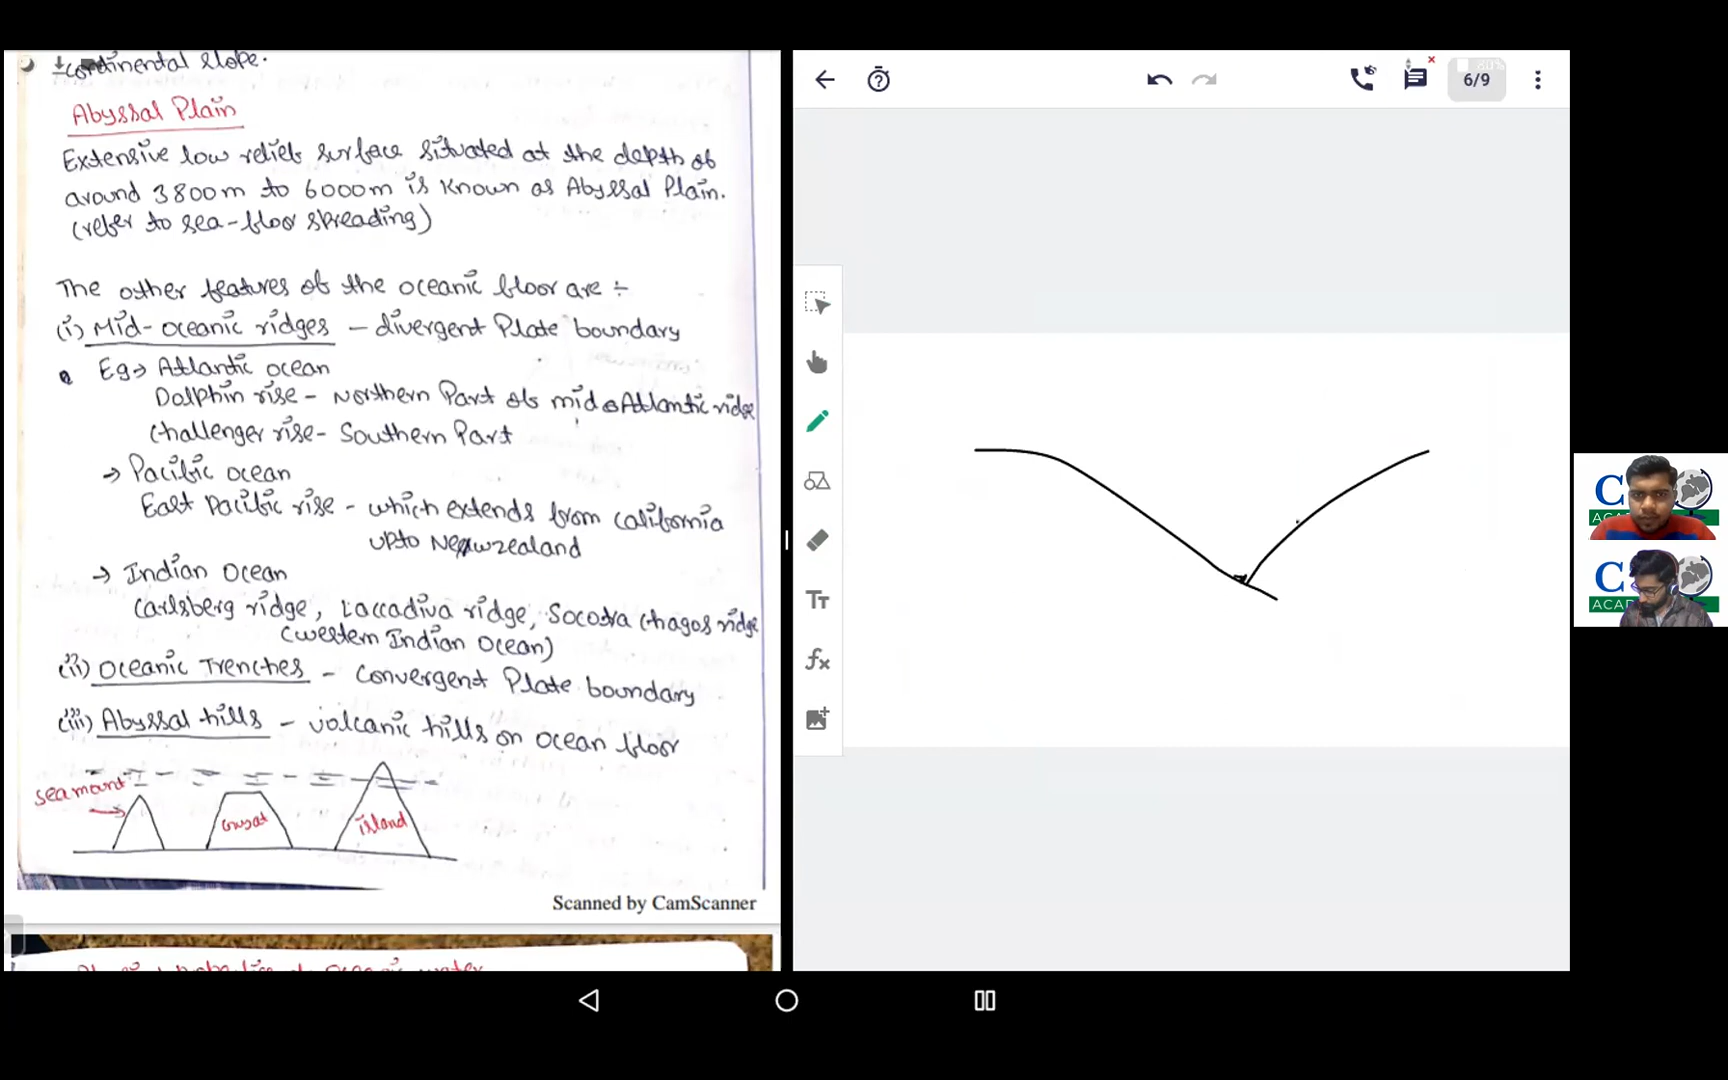 continental slope.
Abyssal Plain
Extensive low relief surface situated at the depth of
around 3800m to 6000m is known as Abyssal Plain.
(refer to sea-floor spreading)
The other features of the oceanic floor are ÷
(i) Mid-oceanic ridges - divergent Plate boundary
Eg→ Atlantic ocean
Dolphin rise - Northern Part of mid Atlantic ridge
Challenger rise - Southern Part
→ Pacific ocean
East Pacific rise - which extends from California
upto Newzealand
→ Indian Ocean
Carlsberg ridge, Laccadiva ridge, Socotra Chagos ridge
(western Indian Ocean)
(ii) Oceanic Trenches - Convergent Plate boundary
(iii) Abyssal hills - volcanic hills on ocean floor
sea mount
island
Scanned by CamScanner
6/9
80%
Tт
fx
C
ACAD
C
ACAD